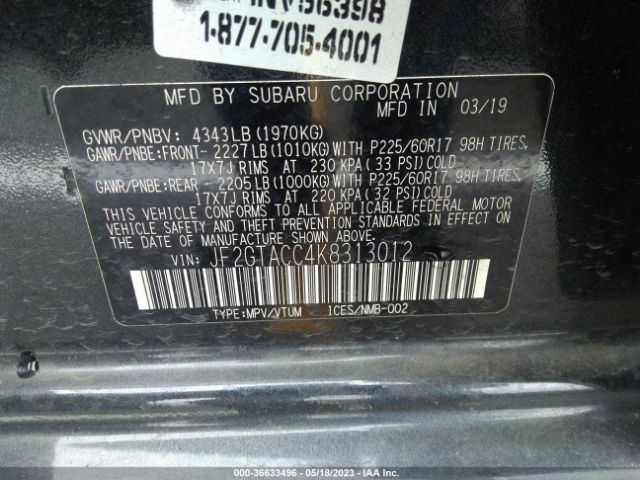 1-877-705-4001
MFD BY SUBARU CORPORATION
MFD IN 03/19
GVWR/PNBV: 4343LB (1970KG)
GAWR/PNBE:FRONT- 2227LB (1010KG) WITH P225/60R17 98H TIRES,
17X7J RIMS AT 230 KPA (33 PSI) COLD
GAWR/PNBE:REAR - 2205LB (1000KG) WITH P225/60R17 98H TIRES,
17X7J RIMS AT 220 KPA (32 PSI) COLD
THIS VEHICLE CONFORMS TO ALL APPLICABLE FEDERAL MOTOR
VEHICLE SAFETY AND THEFT PREVENTION STANDARDS IN EFFECT
ON THE DATE OF MANUFACTURE SHOWN ABOVE.
VIN: JF2GTACC4K8313012
TYPE:MPV/VTUM ICES/NMB-002
StockID: 36633496 - 05/18/2023 - IAA Inc.